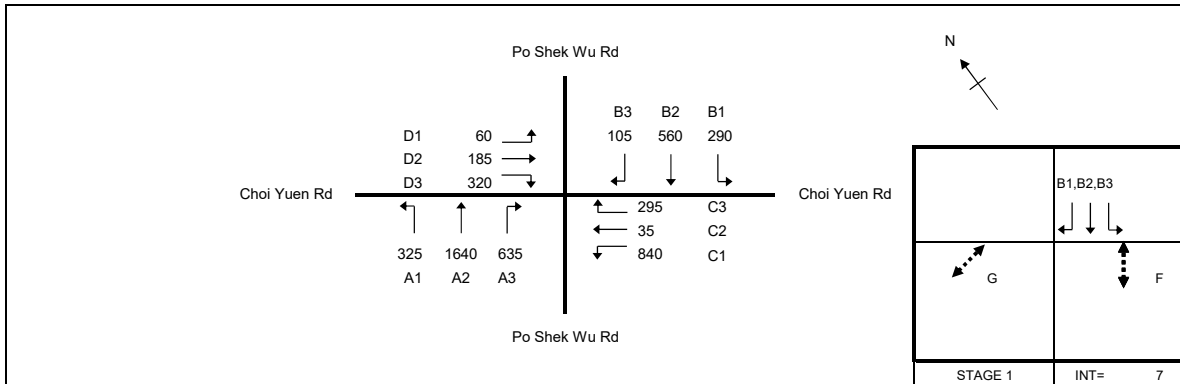 Po Shek Wu Rd
N
B3 B2 B1
D1 60 105 560 290
D2 185
D3 320
B1,B2,B3
Choi Yuen Rd
Choi Yuen Rd
295 C3
35 C2
325 1640 635 840 C1
A1 A2 A3
G F
Po Shek Wu Rd
STAGE 1 INT= 7